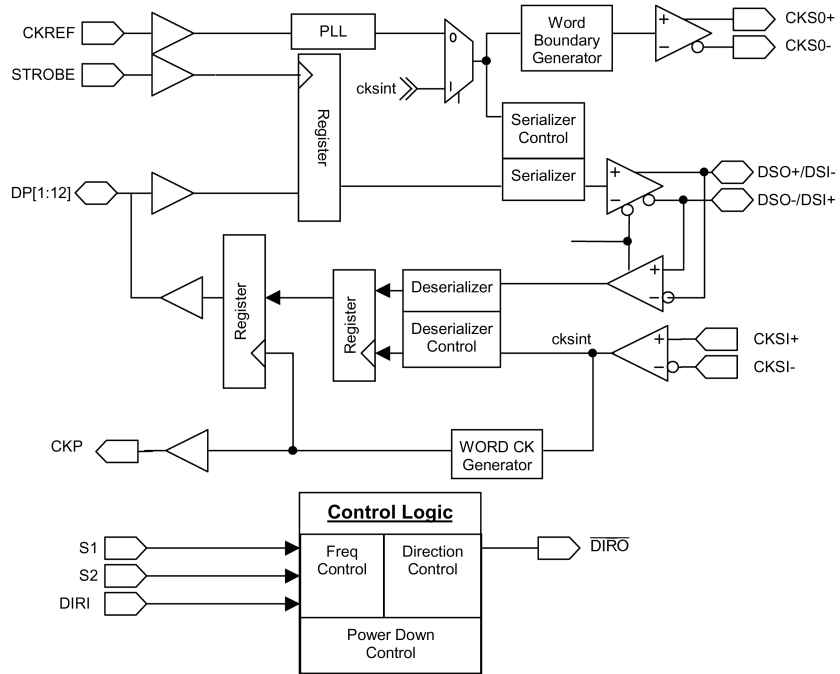 CKREF
PLL
0
Word
Boundary
Generator
+
−
CKS0+
CKS0-
STROBE
cksint
1
Register
Serializer
Control
Serializer
DP[1:12]
+
−
DSO+/DSI-
DSO-/DSI+
Register
Register
Deserializer
Deserializer
Control
+
−
cksint
+
−
CKSI+
CKSI-
CKP
WORD CK
Generator
Control Logic
S1
S2
DIRI
Freq
Control
Direction
Control
DIRO
Power Down
Control